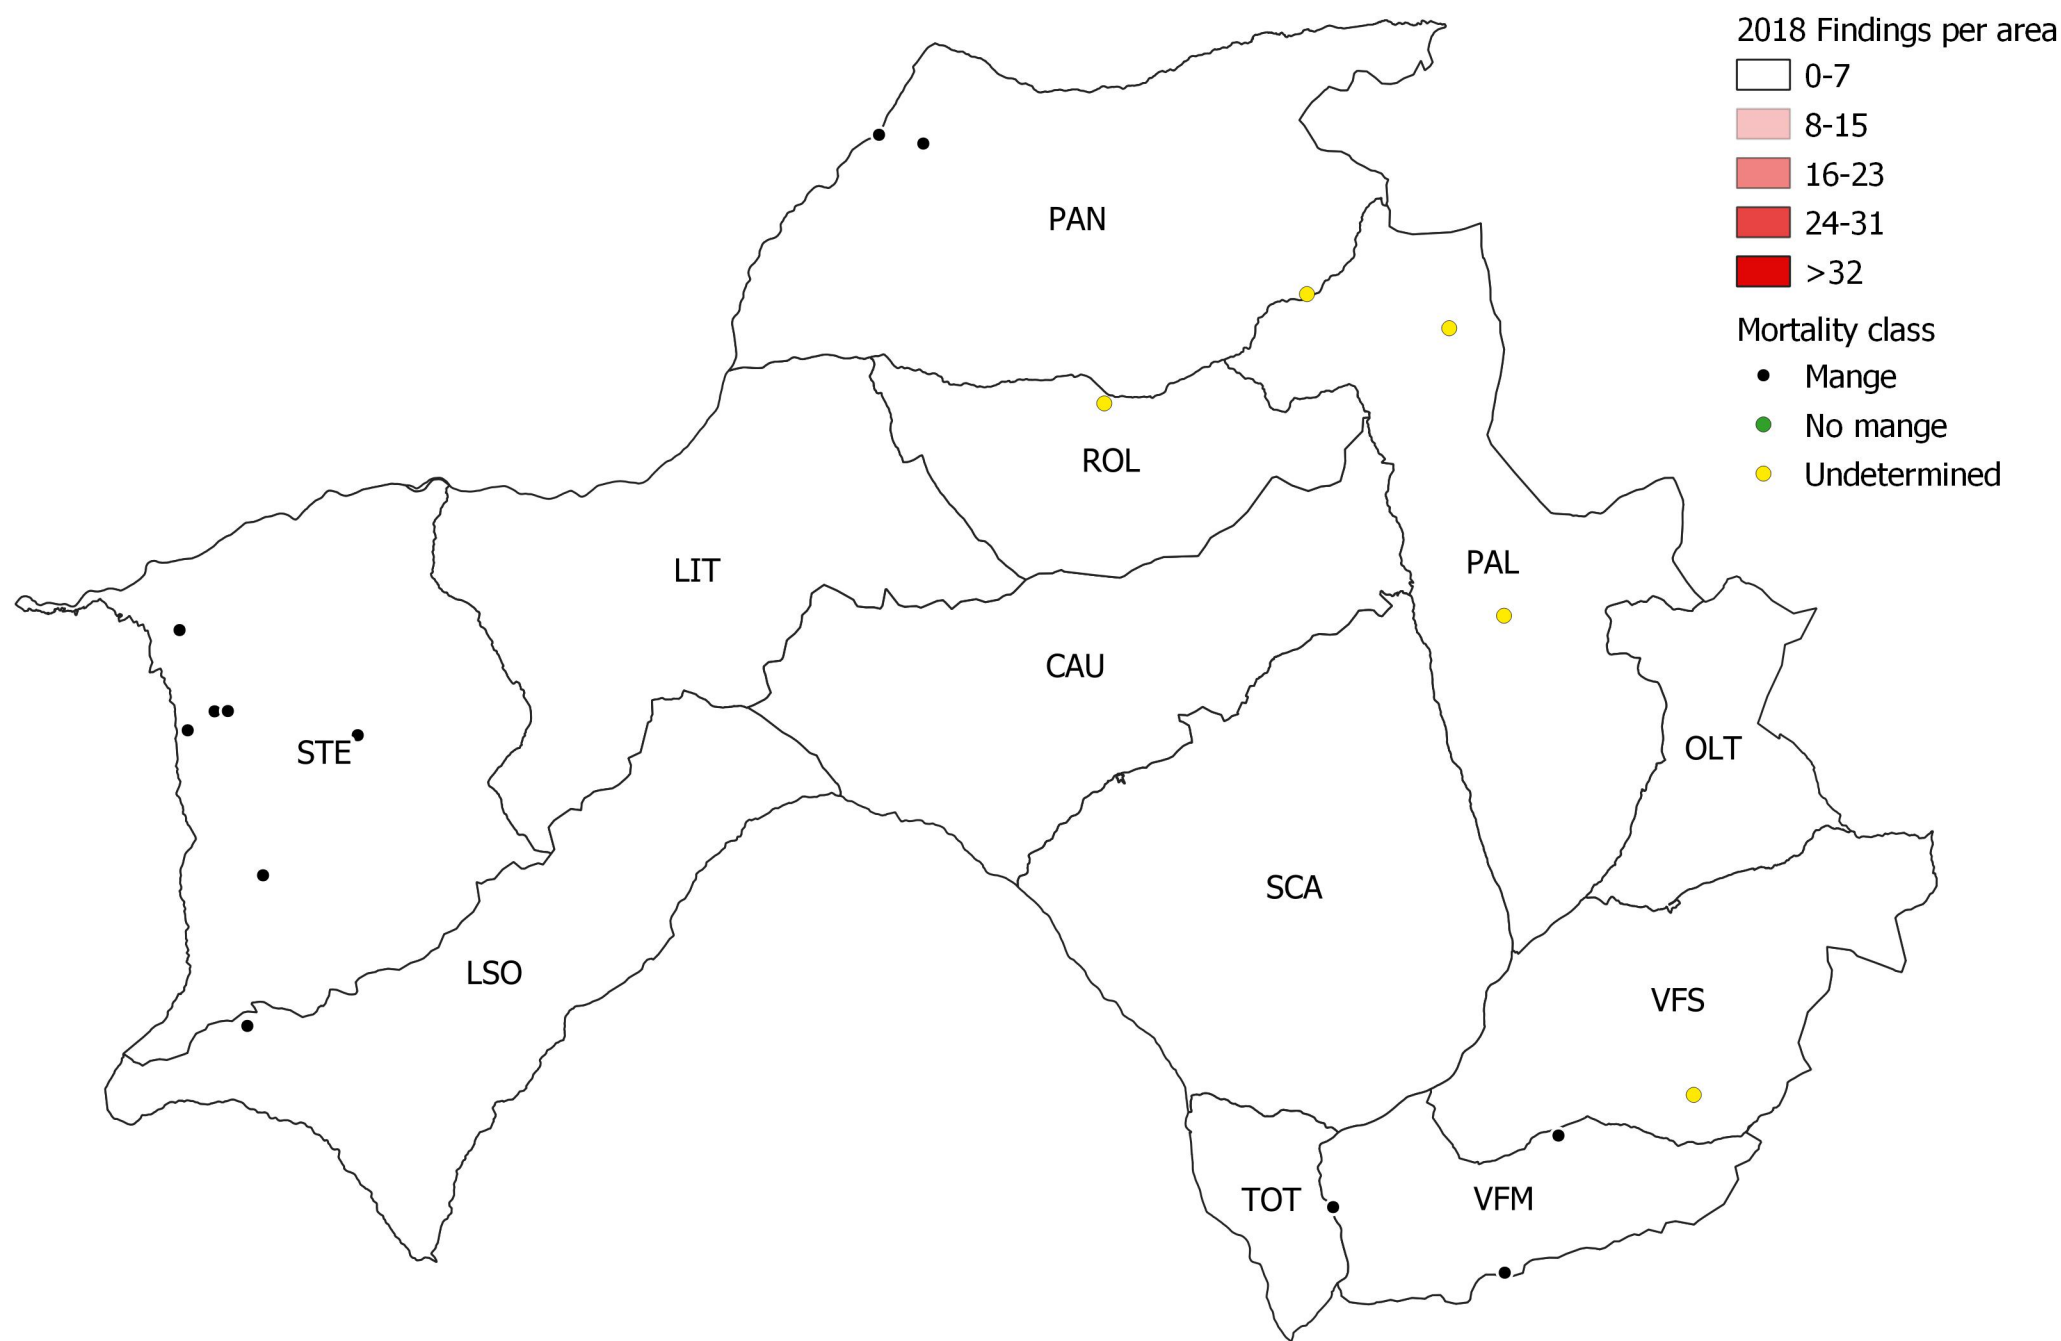 2018 Findings per area
0-7
8-15
16-23
24-31
>32
Mortality class
Mange
No mange
Undetermined
PAN
ROL
LIT
PAL
CAU
STE
OLT
SCA
LSO
VFS
TOT
VFM